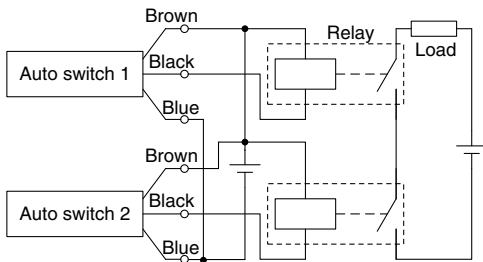 Brown
Relay
Load
Auto switch 1
Black
Blue
Brown
Auto switch 2
Black
Blue